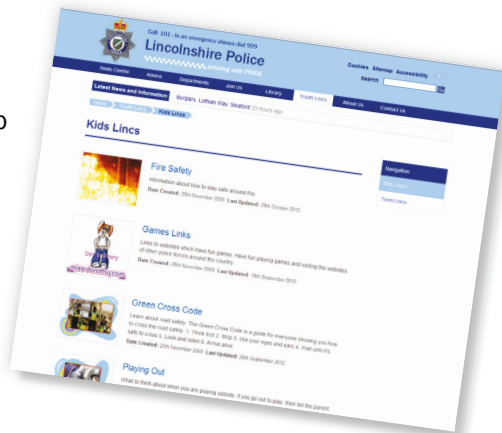 Call 101 - In an emergency always dial 999
Lincolnshire Police
policing with PRIDE
Cookies Sitemap Accessibility
Search Go
News Centre Advice Departments Join Us Library Youth Lincs About Us Contact Us
Latest News and Information Burgary, Lothian Way, Sleaford 23 hours ago
Home Youth Lincs Kids Lincs
Kids Lincs
Navigation
Kids Lincs
Youth Lincs
Fire Safety
Information about how to stay safe around fire.
Date Created: 26th November 2009 Last Updated: 25th October 2012
Games Links
Links to websites which have fun games. Have fun playing games and visiting the websites
of other police forces around the country.
Date Created: 26th November 2009 Last Updated: 18th September 2012
missdorothy.com
Green Cross Code
Learn about road safety. The Green Cross Code is a guide for everyone showing you how
to cross the road safely. 1. Think first 2. Stop 3. Use your eyes and ears 4. Wait until it's
safe to cross 5. Look and listen 6. Arrive alive
Date Created: 20th November 2009 Last Updated: 26th September 2012
Playing Out
What to think about when you are playing outside. If you go out to play, then let the parent